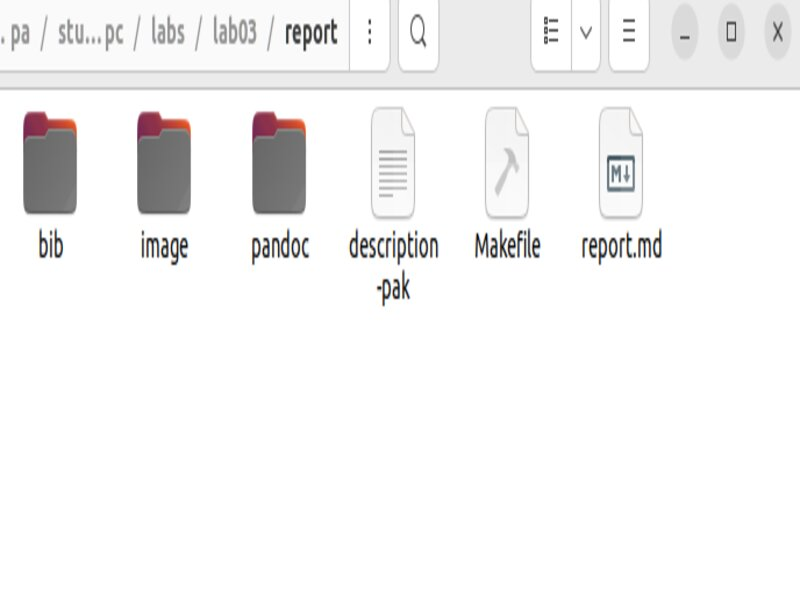 . pa / stu...pc / labs / lab03 / report
M↓
bib
image
pandoc
description
-pak
Makefile
report.md